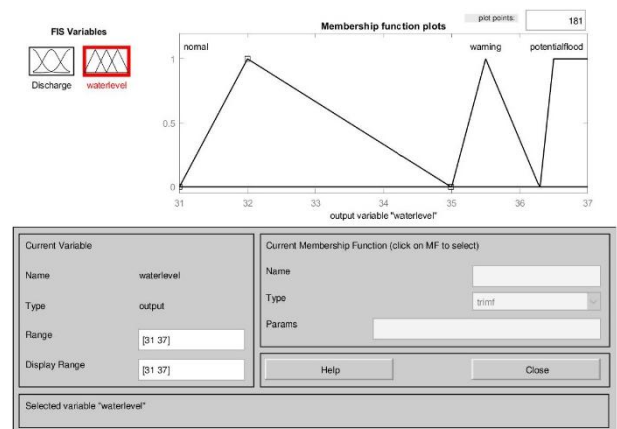 FIS Variables
Membership function plots
plot points:
181
nomal
warning
potentialflood
Discharge
waterlevel
1
0.5
0
31
32
33
34
35
36
37
output variable "waterlevel"
Current Variable
Name
waterlevel
Type
output
Range
[31 37]
Display Range
[31 37]
Current Membership Function (click on MF to select)
Name
Type
trimf
Params
Help
Close
Selected variable "waterlevel"